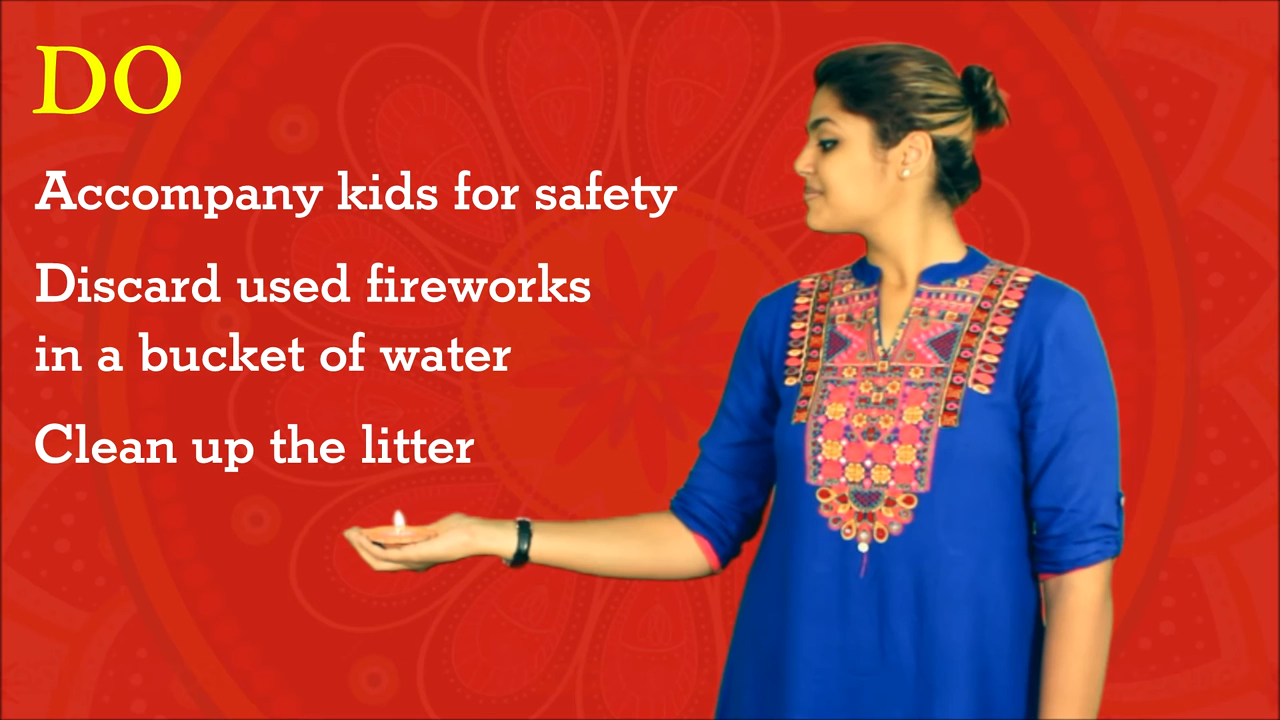 DO
Accompany kids for safety
Discard used fireworks
in a bucket of water
Clean up the litter